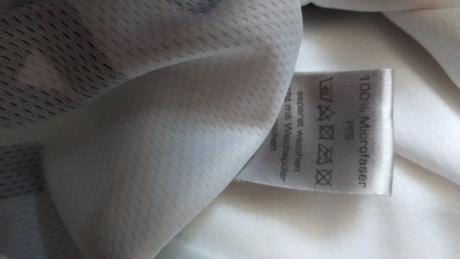 100% Microfaser
PES
separat waschen
mit Weichspüler